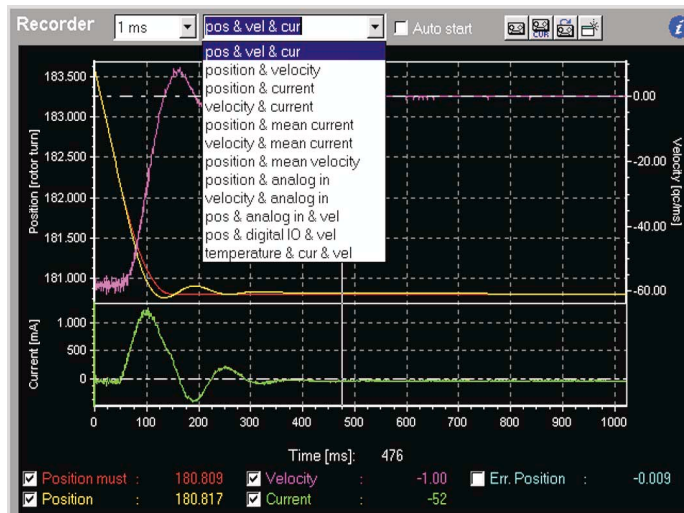 Recorder 1 ms pos & vel & cur Auto start
CUR
i
pos & vel & cur
position & velocity
position & current
velocity & current
position & mean current
velocity & mean current
position & mean velocity
position & analog in
velocity & analog in
pos & analog in & vel
pos & digital IO & vel
temperature & cur & vel
Position [rotor turn]
183.500
183.000
182.500
182.000
181.500
181.000
Velocity [qc/ms]
0.00
-20.00
-40.00
-60.00
Current [mA]
1.000
500
0
0 100 200 300 400 500 600 700 800 900 1000
Time [ms]: 476
Position must : 180.809 Velocity : -1.00 Err. Position : -0.009
Position : 180.817 Current : -52